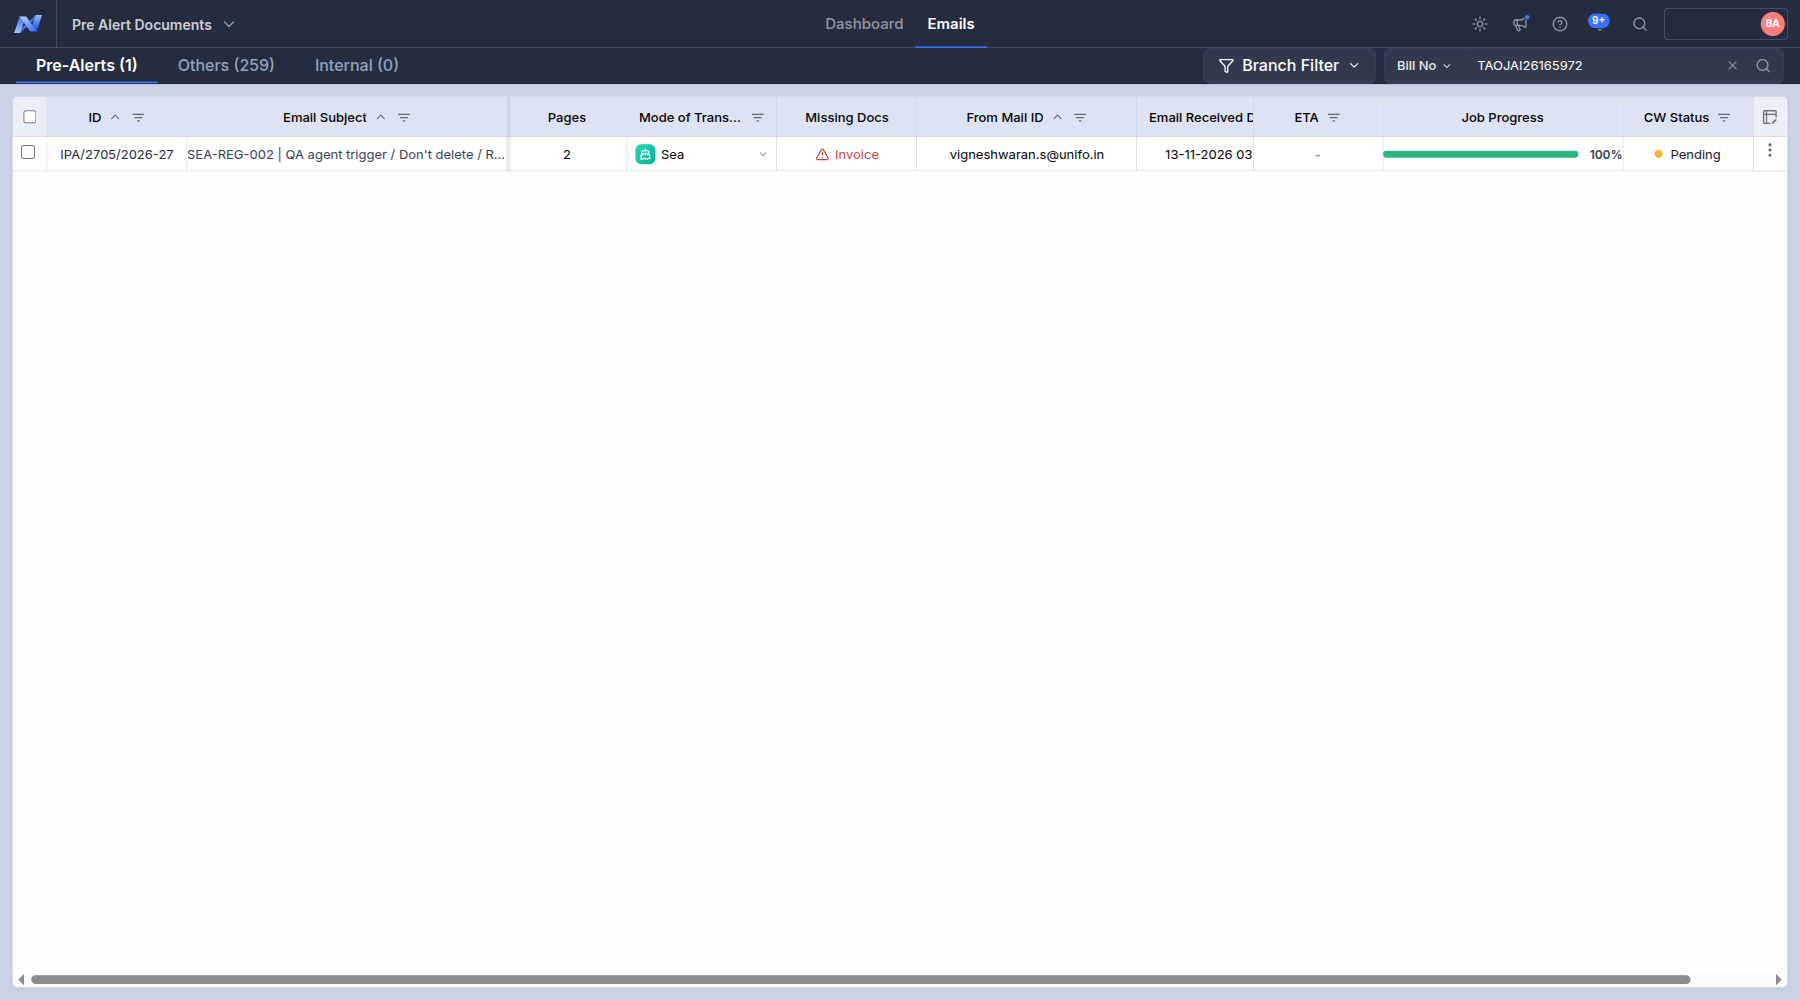 Pre Alert Documents
Dashboard Emails
9+
BA
Pre-Alerts (1) Others (259) Internal (0)
Branch Filter Bill No TAOJAI26165972
ID Email Subject Pages Mode of Trans... Missing Docs From Mail ID Email Received D ETA Job Progress CW Status
IPA/2705/2026-27 SEA-REG-002 | QA agent trigger / Don't delete / R... 2 Sea Invoice vigneshwaran.s@unifo.in 13-11-2026 03 - 100% Pending